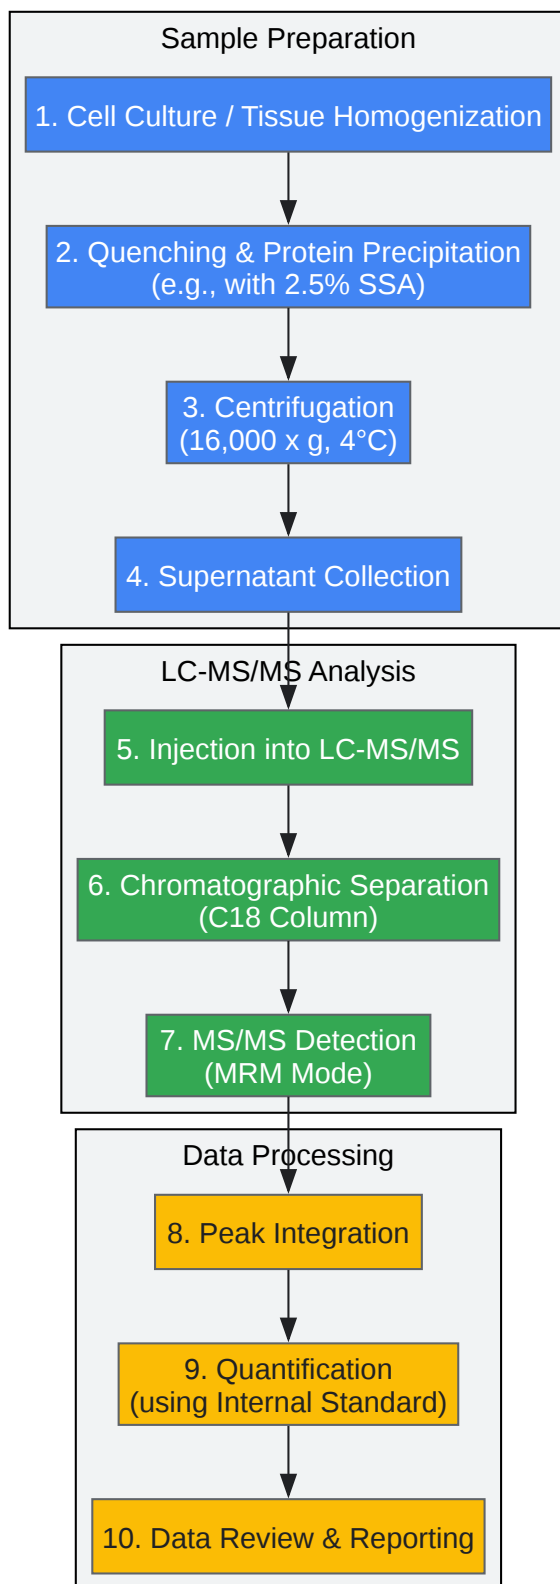 Sample Preparation
1. Cell Culture / Tissue Homogenization
2. Quenching & Protein Precipitation
(e.g., with 2.5% SSA)
3. Centrifugation
(16,000 x g, 4°C)
4. Supernatant Collection
LC-MS/MS Analysis
5. Injection into LC-MS/MS
6. Chromatographic Separation
(C18 Column)
7. MS/MS Detection
(MRM Mode)
Data Processing
8. Peak Integration
9. Quantification
(using Internal Standard)
10. Data Review & Reporting